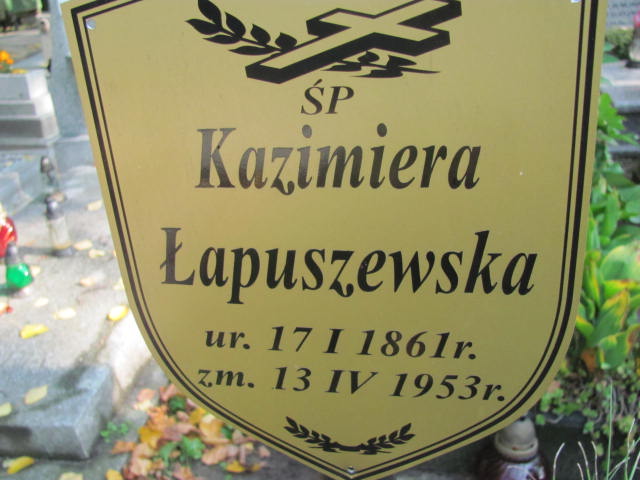 ŚP
Kazimiera
Łapuszewska
ur. 17 I 1861r.
zm. 13 IV 1953r.